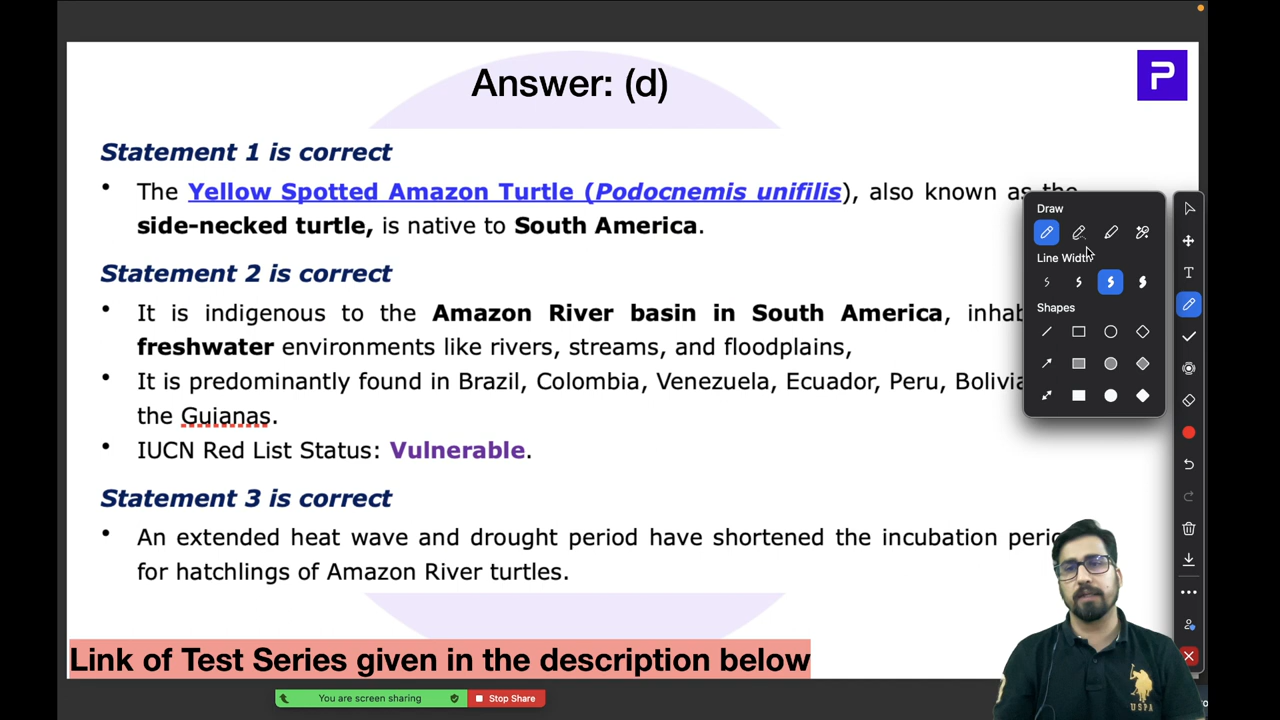 Answer: (d)
P
Statement 1 is correct
• The Yellow Spotted Amazon Turtle (Podocnemis unifilis), also known as the
side-necked turtle, is native to South America.
Draw
Statement 2 is correct
Line Width
• It is indigenous to the Amazon River basin in South America,
Shapes
freshwater environments like rivers, streams, and floodplains,
• It is predominantly found in Brazil, Colombia, Venezuela, Ecuador, Peru, Bolivia
the Guianas.
• IUCN Red List Status: Vulnerable.
Statement 3 is correct
• An extended heat wave and drought period have shortened the incubation
for hatchlings of Amazon River turtles.
Link of Test Series given in the description below
You are screen sharing
Stop Share
USPA